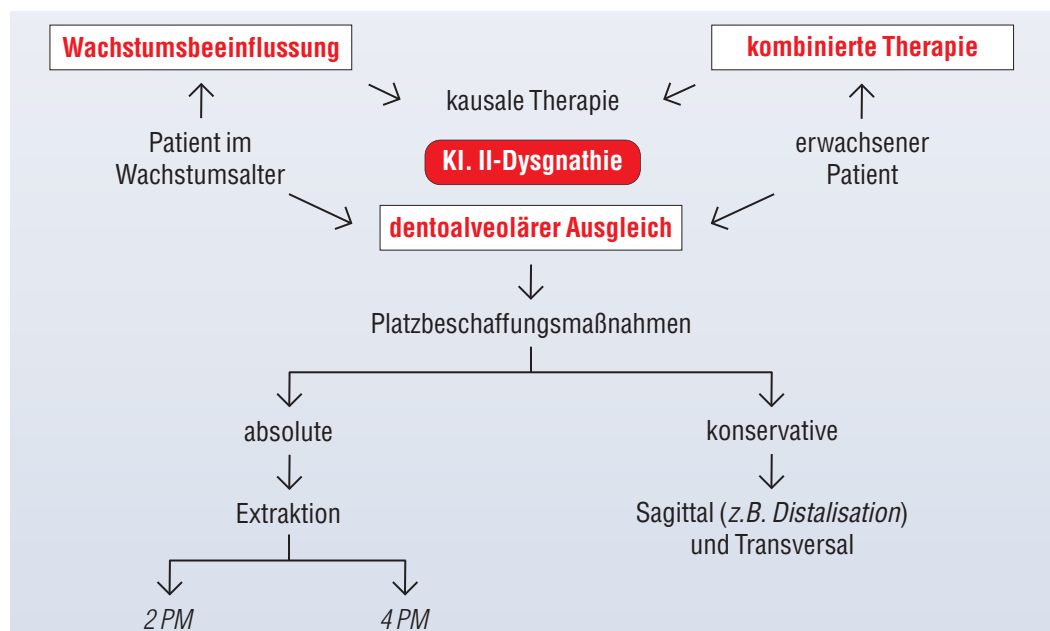 Wachstumsbeeinflussung
kombinierte Therapie
kausale Therapie
Patient im
Wachstumsalter
Kl. II-Dysgnathie
erwachsener
Patient
dentoalveolärer Ausgleich
Platzbeschaffungsmaßnahmen
absolute
konservative
Extraktion
Sagittal (z.B. Distalisation)
und Transversal
2 PM
4 PM